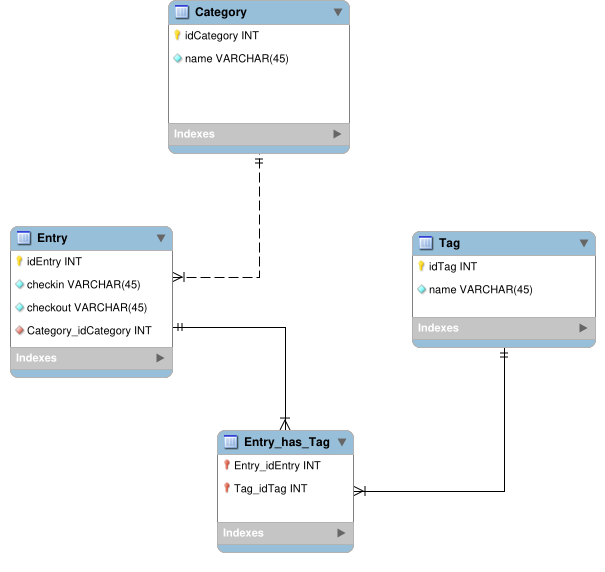 Category
idCategory INT
name VARCHAR(45)
Indexes
Entry
idEntry INT
checkin VARCHAR(45)
checkout VARCHAR(45)
Category_idCategory INT
Indexes
Tag
idTag INT
name VARCHAR(45)
Indexes
Entry_has_Tag
Entry_idEntry INT
Tag_idTag INT
Indexes